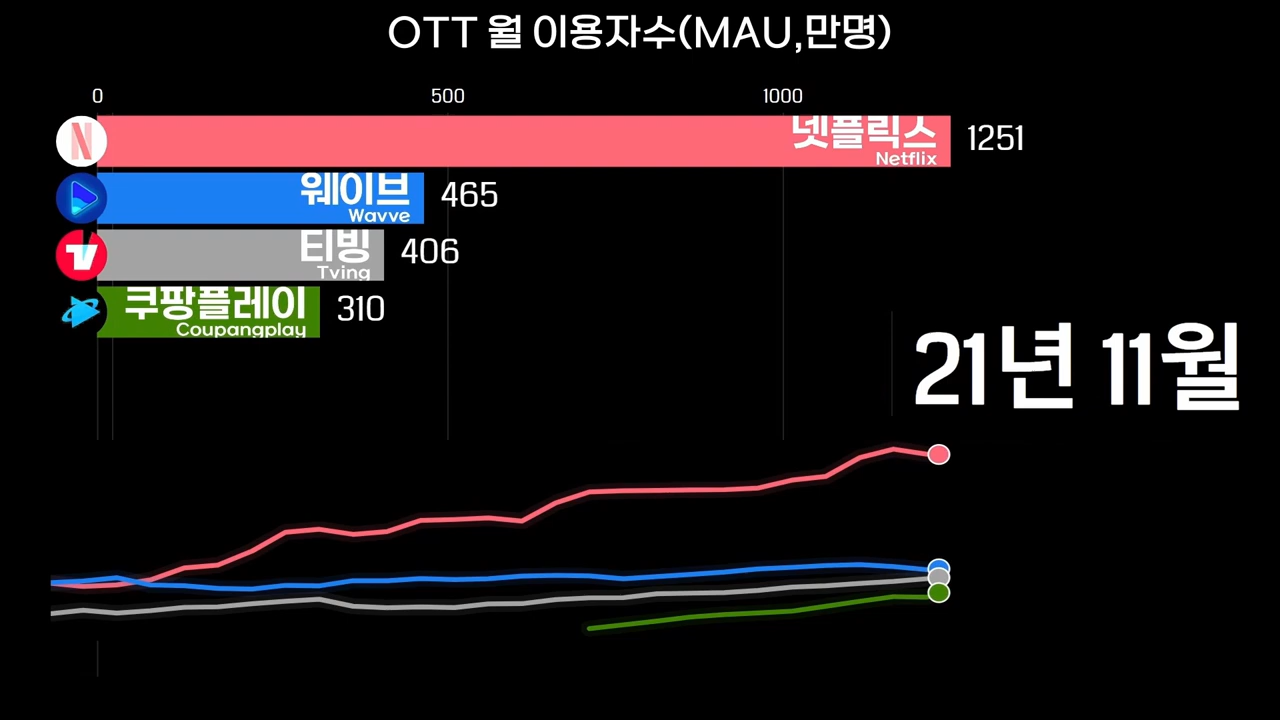 OTT 월 이용자수(MAU,만명)
0 500 1000
넷플릭스 1251
Netflix
웨이브 465
Wavve
티빙 406
Tving
쿠팡플레이 310
Coupangplay
21년 11월